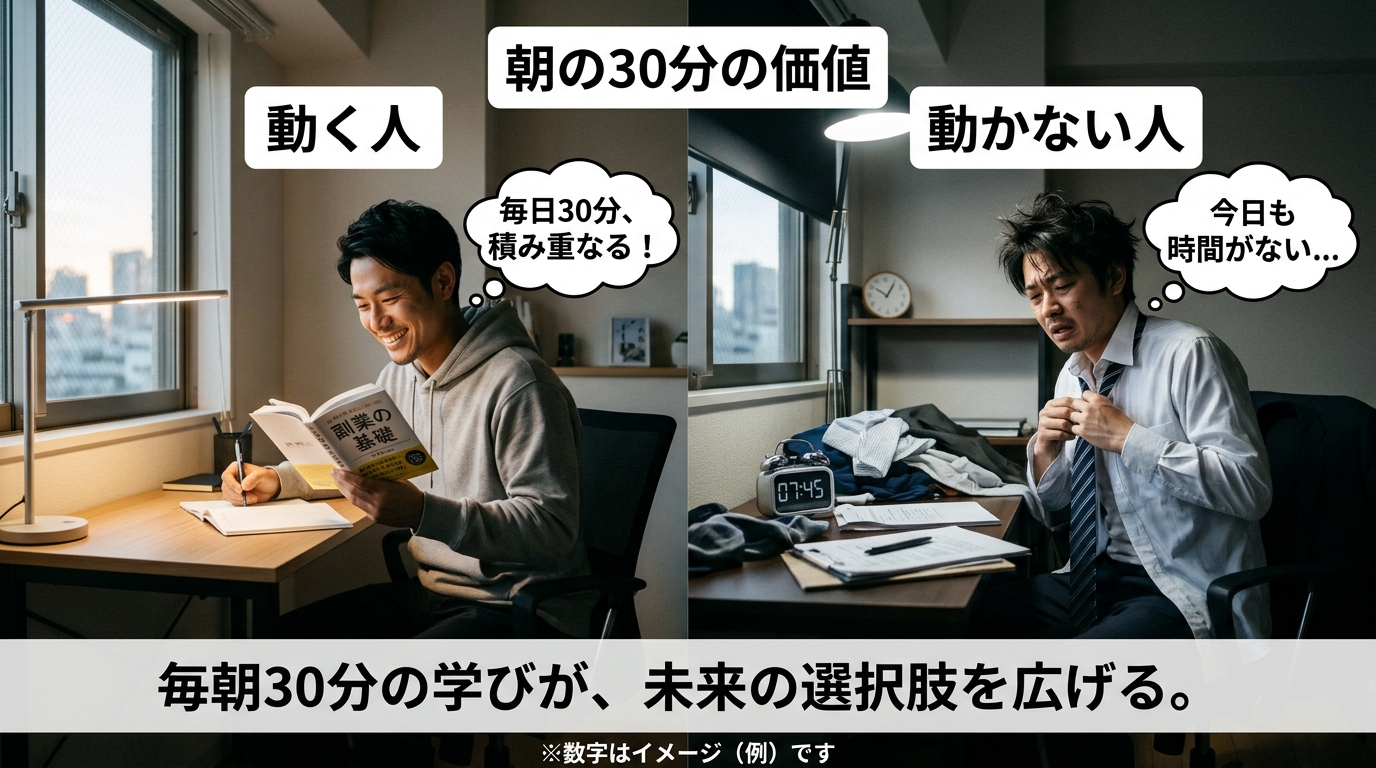 朝の30分の価値
動く人
動かない人
毎日30分、
積み重なる！
今日も
時間がない...
副業の
基礎
07:45
毎朝30分の学びが、未来の選択肢を広げる。
※数字はイメージ（例）です